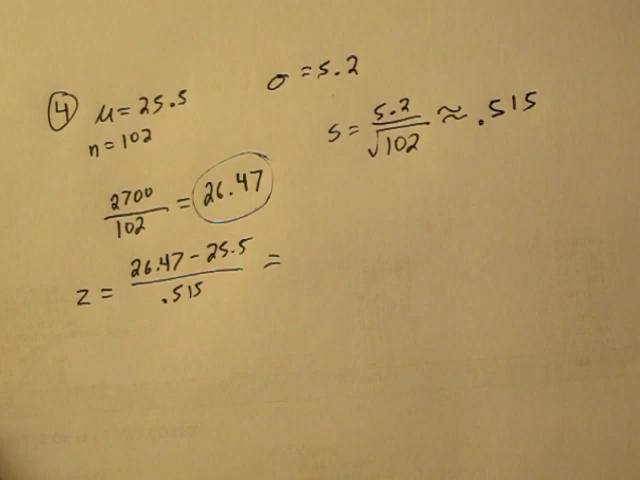 ④ μ = 25.5 σ = 5.2
n = 102 s = 5.2/√102 ≈ .515
2700/102 = 26.47
z = 26.47 - 25.5/.515 =